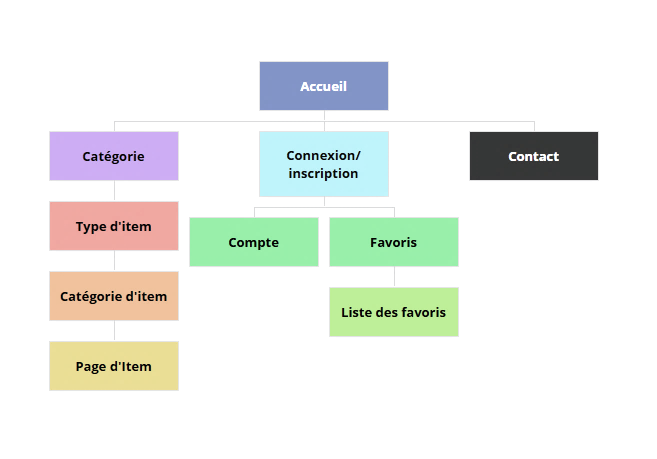 Accueil
Catégorie
Connexion/
inscription
Contact
Type d'item
Compte
Favoris
Catégorie d'item
Liste des favoris
Page d'Item